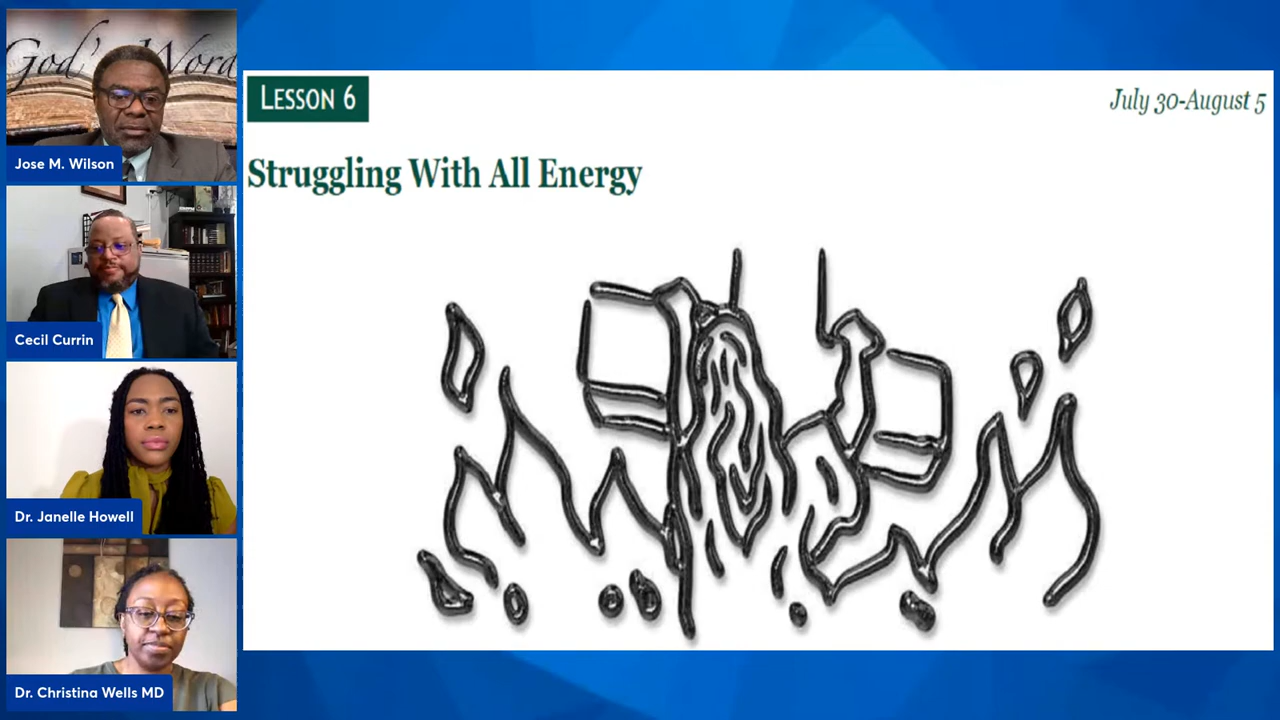 God's Word
Jose M. Wilson
Cecil Currin
Dr. Janelle Howell
Dr. Christina Wells MD
LESSON 6
July 30-August 5
Struggling With All Energy